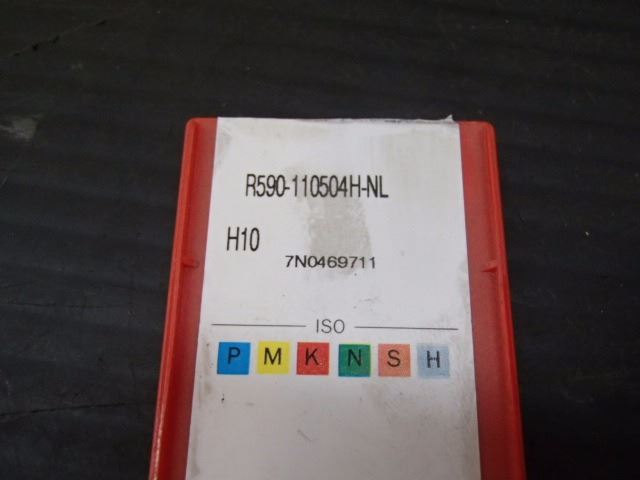 R590-110504H-NL
H10
7N0469711
ISO
P M K N S H